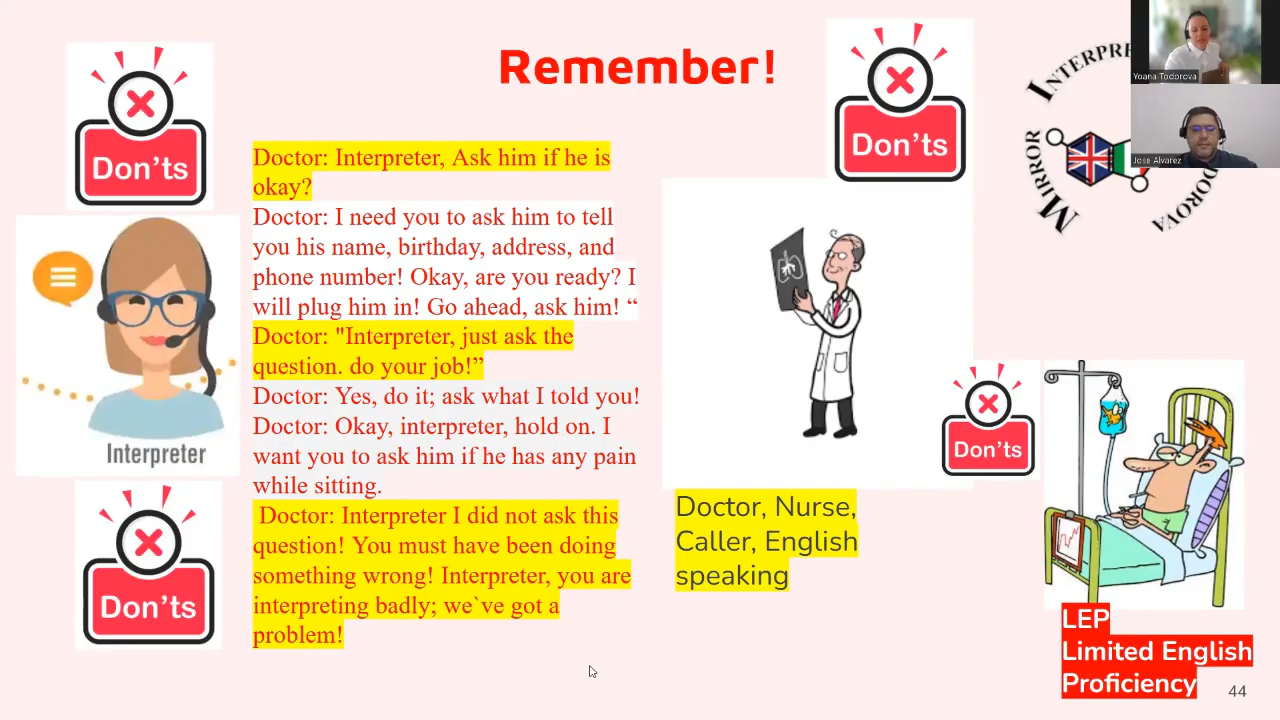 Remember!
Don'ts
Don'ts
INTERPRE
Yoana Todorova
Jose Alvarez
MIRROR
DOROVA
Doctor: Interpreter, Ask him if he is
okay?
Doctor: I need you to ask him to tell
you his name, birthday, address, and
phone number! Okay, are you ready? I
will plug him in! Go ahead, ask him! “
Doctor: "Interpreter, just ask the
question. do your job!”
Doctor: Yes, do it; ask what I told you!
Doctor: Okay, interpreter, hold on. I
want you to ask him if he has any pain
while sitting.
Doctor: Interpreter I did not ask this
question! You must have been doing
something wrong! Interpreter, you are
interpreting badly; we`ve got a
problem!
Interpreter
Don'ts
Don'ts
Doctor, Nurse,
Caller, English
speaking
LEP
Limited English
Proficiency
44